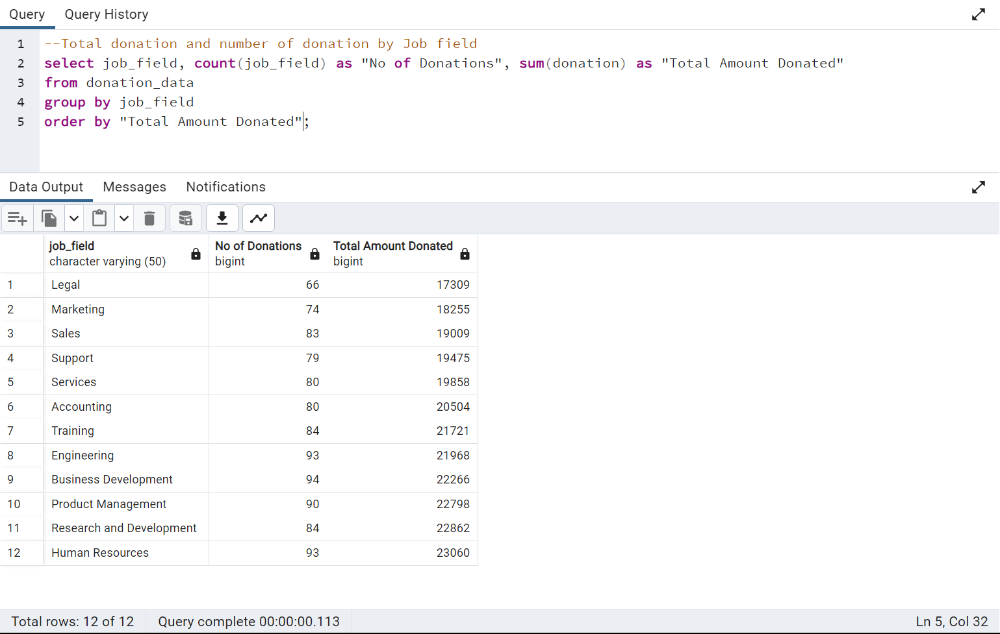 Query Query History
1 --Total donation and number of donation by Job field
2 select job_field, count(job_field) as "No of Donations", sum(donation) as "Total Amount Donated"
3 from donation_data
4 group by job_field
5 order by "Total Amount Donated";
Data Output Messages Notifications
job_field No of Donations Total Amount Donated
character varying (50) bigint bigint
1 Legal 66 17309
2 Marketing 74 18255
3 Sales 83 19009
4 Support 79 19475
5 Services 80 19858
6 Accounting 80 20504
7 Training 84 21721
8 Engineering 93 21968
9 Business Development 94 22266
10 Product Management 90 22798
11 Research and Development 84 22862
12 Human Resources 93 23060
Total rows: 12 of 12 Query complete 00:00:00.113 Ln 5, Col 32